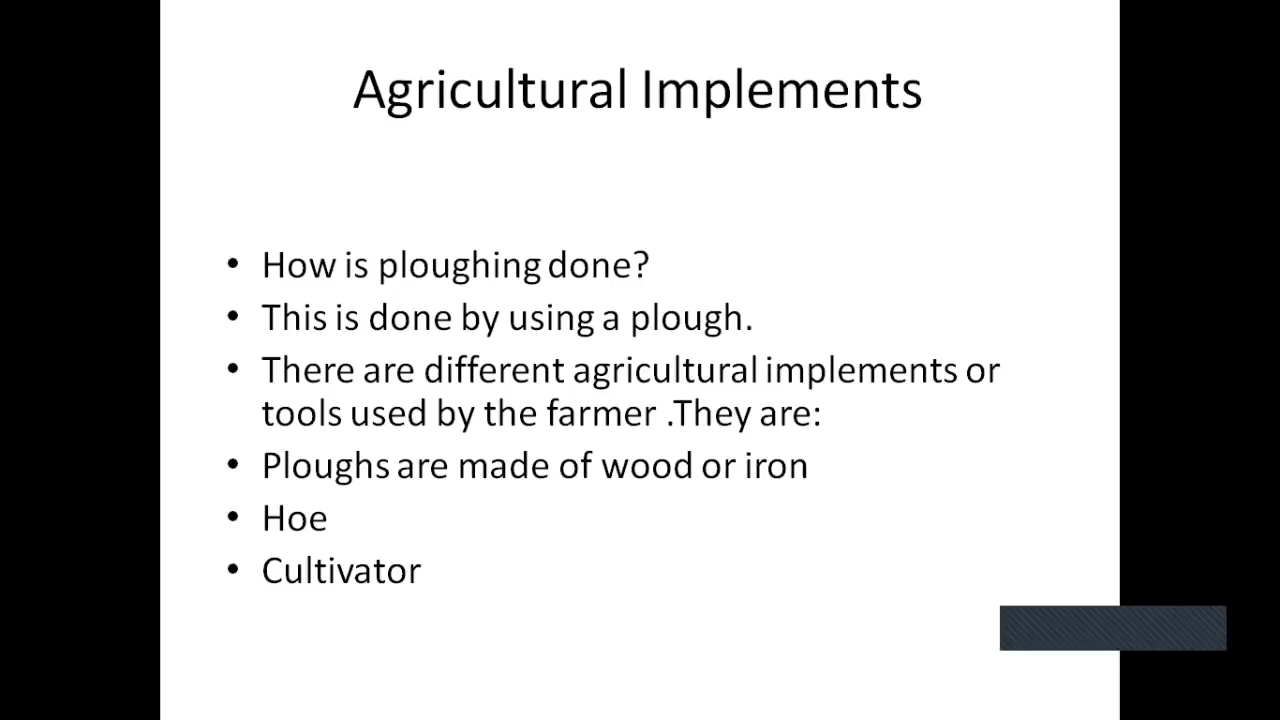 Agricultural Implements
• How is ploughing done?
• This is done by using a plough.
• There are different agricultural implements or
tools used by the farmer .They are:
• Ploughs are made of wood or iron
• Hoe
• Cultivator